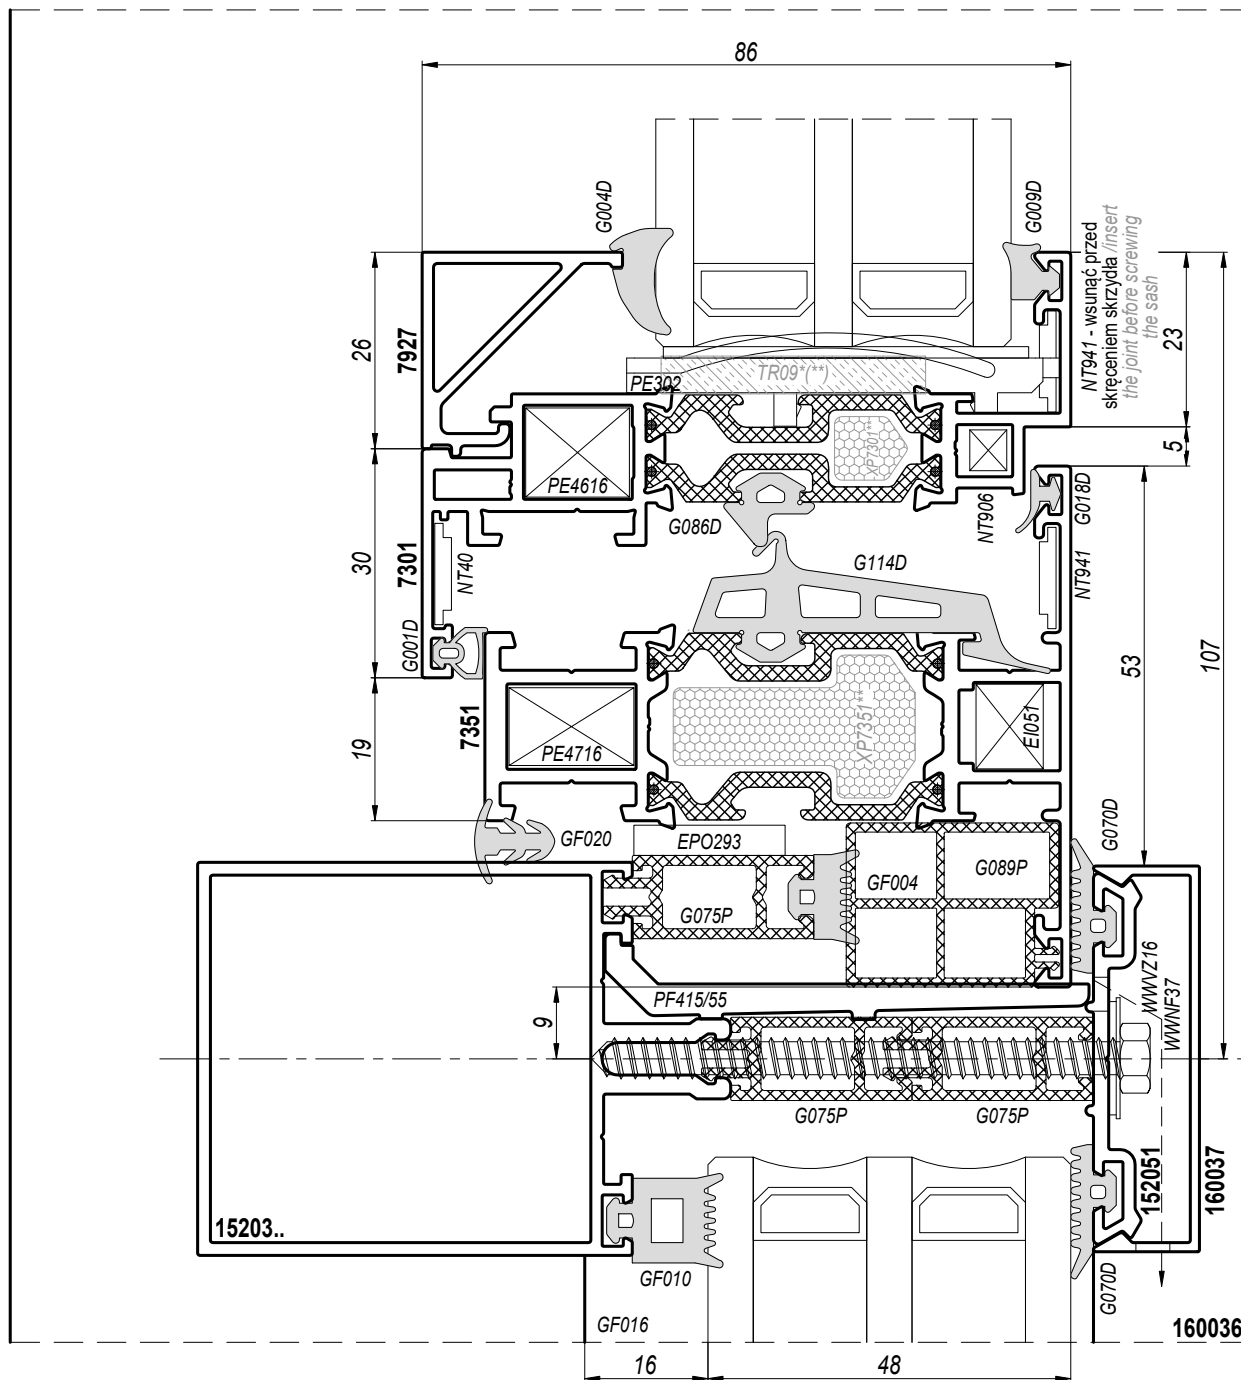 86
G004D
G009D
NT941 - wsunąć przed
skręceniem skrzydła /insert
the joint before screwing
the sash
26
7927
23
TR09*(**)
PE302
5
XP7301**
PE4616
G086D
NT906
G018D
30
7301
NT40
G114D
NT941
53
107
G001D
7351
19
PE4716
XP7351**
EI051
GF020
EPO293
G070D
GF004
G089P
G075P
PF415/55
WWVZ16
WWNF37
9
G075P
G075P
152051
160037
15203..
GF010
G070D
GF016
160036
16
48